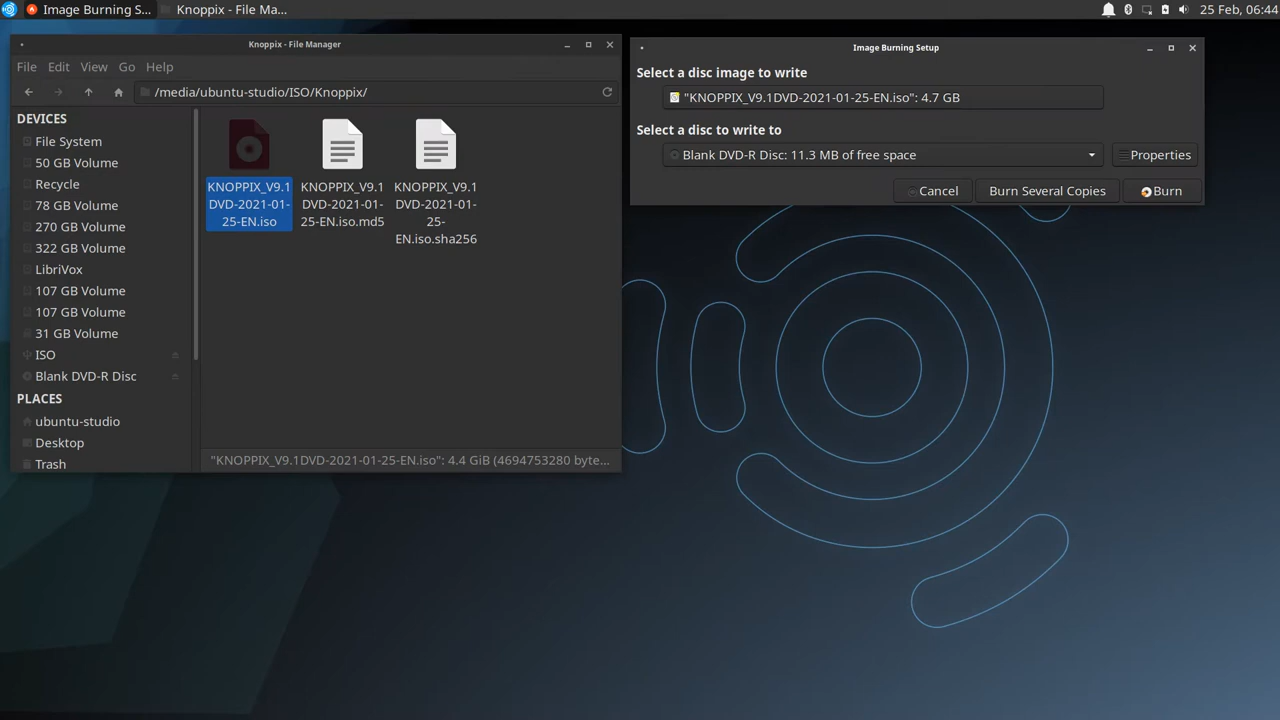 Image Burning S... Knoppix - File Ma... 25 Feb, 06:44
Knoppix - File Manager
File Edit View Go Help
/media/ubuntu-studio/ISO/Knoppix/
DEVICES
File System
50 GB Volume
Recycle
78 GB Volume
270 GB Volume
322 GB Volume
LibriVox
107 GB Volume
107 GB Volume
31 GB Volume
ISO
Blank DVD-R Disc
PLACES
ubuntu-studio
Desktop
Trash
KNOPPIX_V9.1
DVD-2021-01-
25-EN.iso
KNOPPIX_V9.1
DVD-2021-01-
25-EN.iso.md5
KNOPPIX_V9.1
DVD-2021-01-
25-
EN.iso.sha256
"KNOPPIX_V9.1DVD-2021-01-25-EN.iso": 4.4 GiB (4694753280 byte...
Image Burning Setup
Select a disc image to write
"KNOPPIX_V9.1DVD-2021-01-25-EN.iso": 4.7 GB
Select a disc to write to
Blank DVD-R Disc: 11.3 MB of free space
Properties
Cancel
Burn Several Copies
Burn